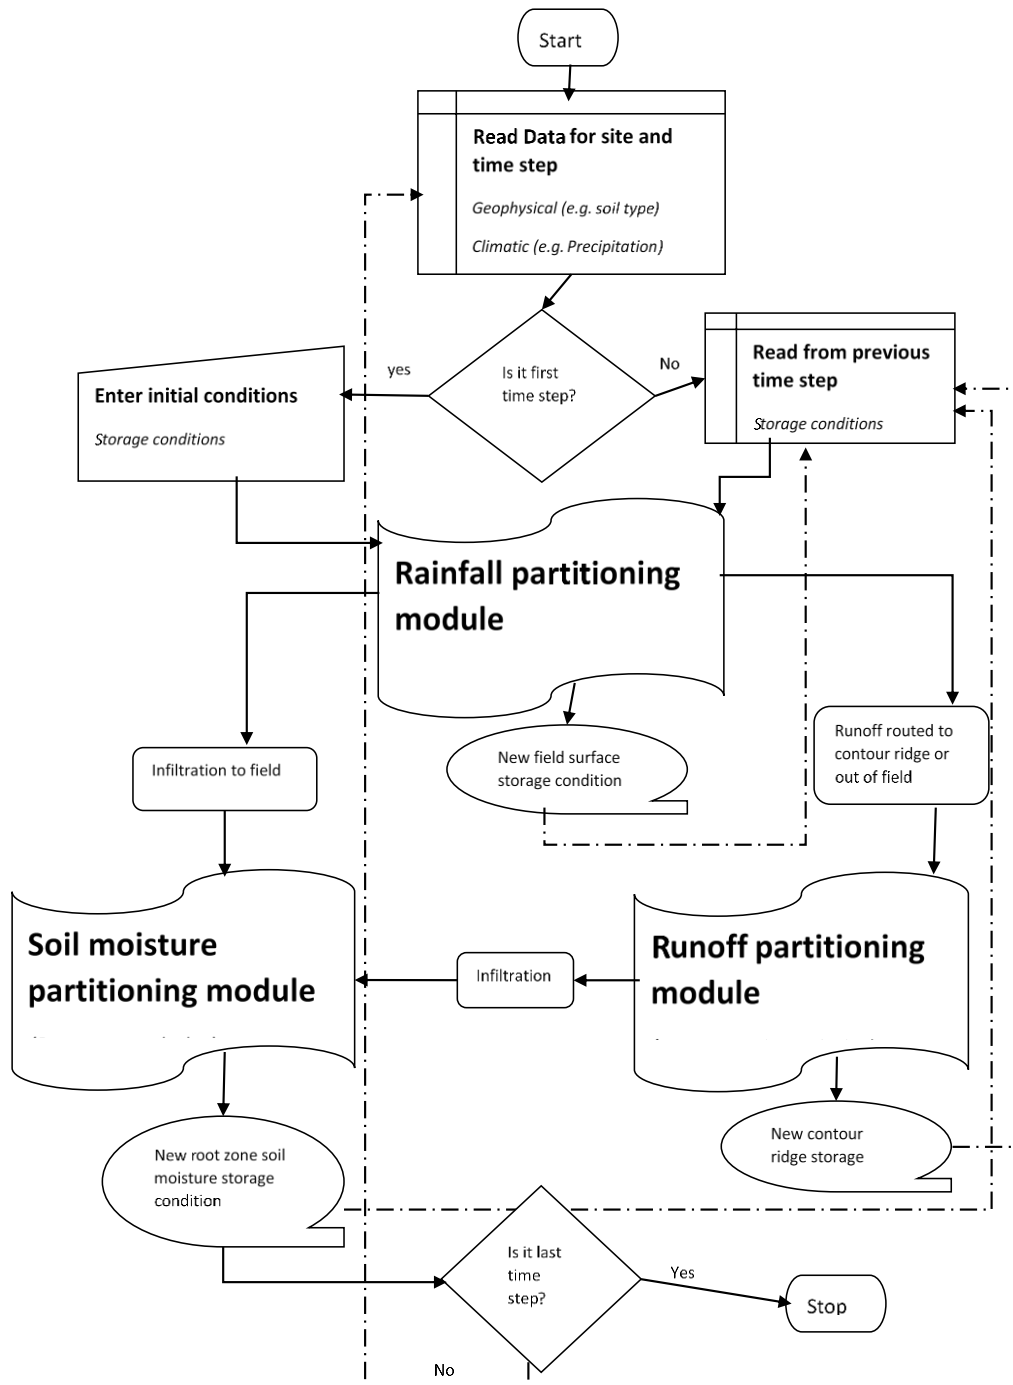 Start
Read Data for site and
time step
Geophysical (e.g. soil type)
Climatic (e.g. Precipitation)
Is it first
time step?
yes
No
Enter initial conditions
Storage conditions
Read from previous
time step
Storage conditions
Rainfall partitioning
module
Infiltration to field
New field surface
storage condition
Runoff routed to
contour ridge or
out of field
Soil moisture
partitioning module
Infiltration
Runoff partitioning
module
New root zone soil
moisture storage
condition
New contour
ridge storage
Is it last
time
step?
Yes
Stop
No